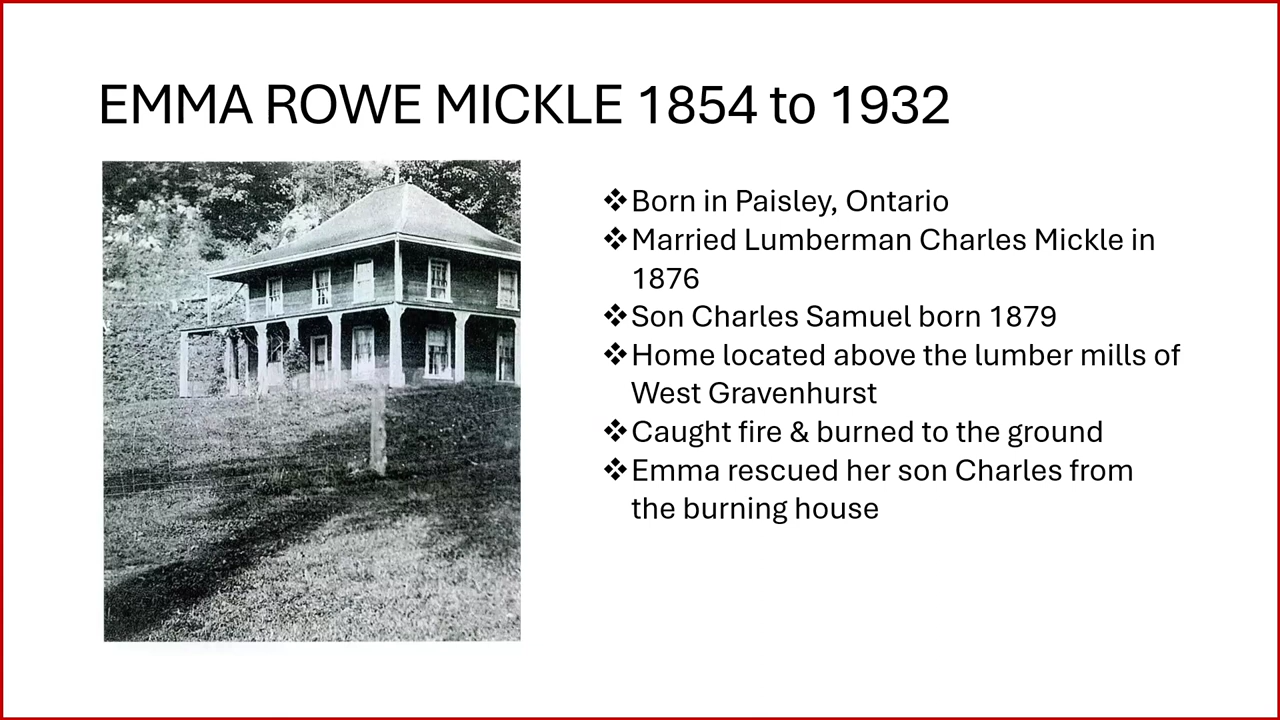 EMMA ROWE MICKLE 1854 to 1932
❖Born in Paisley, Ontario
❖Married Lumberman Charles Mickle in
1876
❖Son Charles Samuel born 1879
❖Home located above the lumber mills of
West Gravenhurst
❖Caught fire & burned to the ground
❖Emma rescued her son Charles from
the burning house